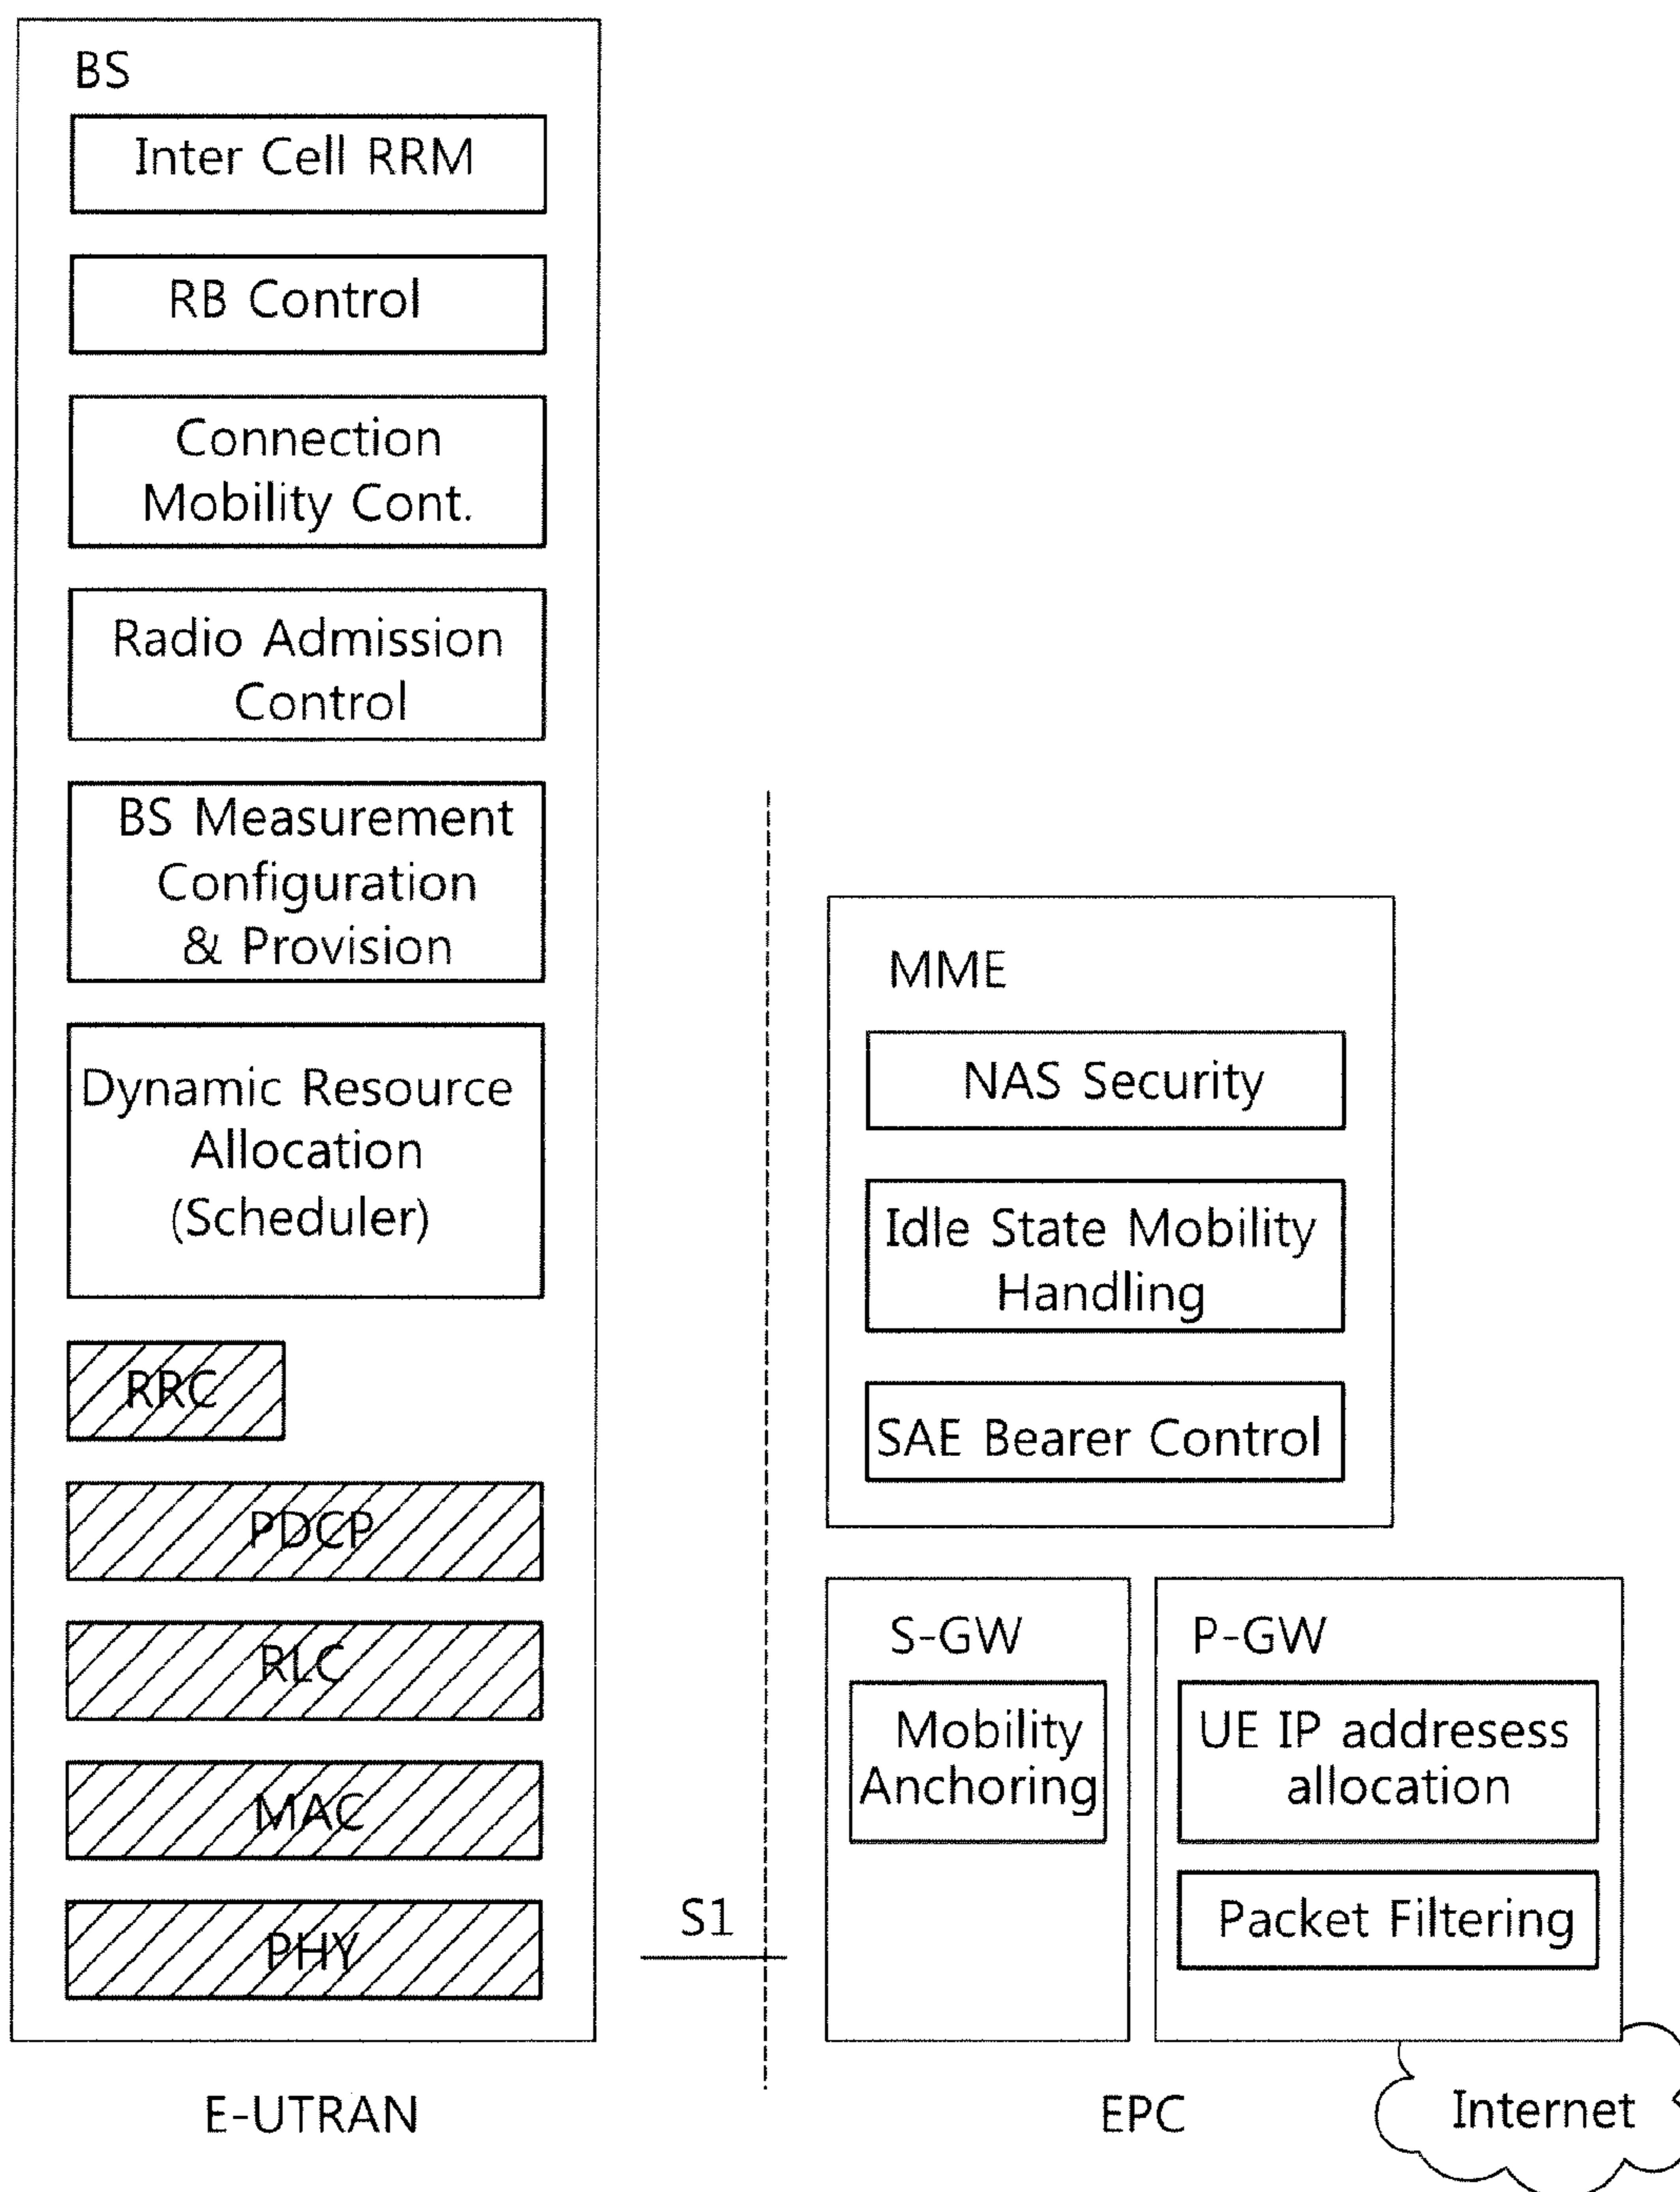 BS
Inter Cell RRM
RB Control
Connection
Mobility Cont.
Radio Admission
Control
BS Measurement
Configuration
& Provision
Dynamic Resource
Allocation
(Scheduler)
RRC
PDCP
RLC
MAC
PHY
S1
E-UTRAN
MME
NAS Security
Idle State Mobility
Handling
SAE Bearer Control
S-GW
Mobility
Anchoring
P-GW
UE IP addresess
allocation
Packet Filtering
EPC
Internet